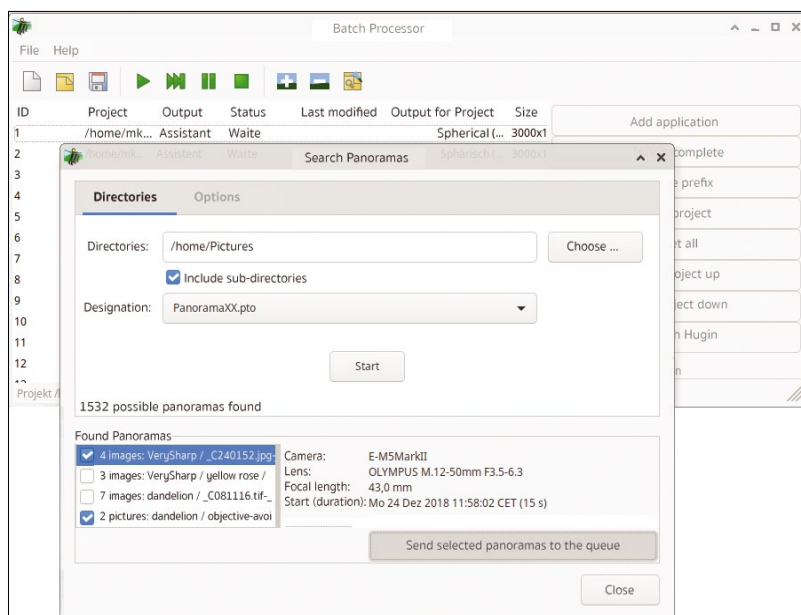 Batch Processor
File Help
ID Project Output Status Last modified Output for Project Size
1 /home/mk... Assistant Waite Spherical (... 3000x1
Add application
2 /home/mk... Assistent Warte Sphärisch (... 3000x1
complete
Search Panoramas
3
prefix
Directories Options
4
project
5
Directories: /home/Pictures Choose ...
6
all
7
Include sub-directories
oject up
8
Designation: PanoramaXX.pto
ject down
9
10
Hugin
11
12
Start
Projekt
1532 possible panoramas found
Found Panoramas
4 images: VerySharp / _C240152.jpg- Camera: E-M5MarkII
3 images: VerySharp / yellow rose / Lens: OLYMPUS M.12-50mm F3.5-6.3
7 images: dandelion / _C081116.tif-_ Focal length: 43,0 mm
2 pictures: dandelion / objective-avoi Start (duration): Mo 24 Dez 2018 11:58:02 CET (15 s)
Send selected panoramas to the queue
Close